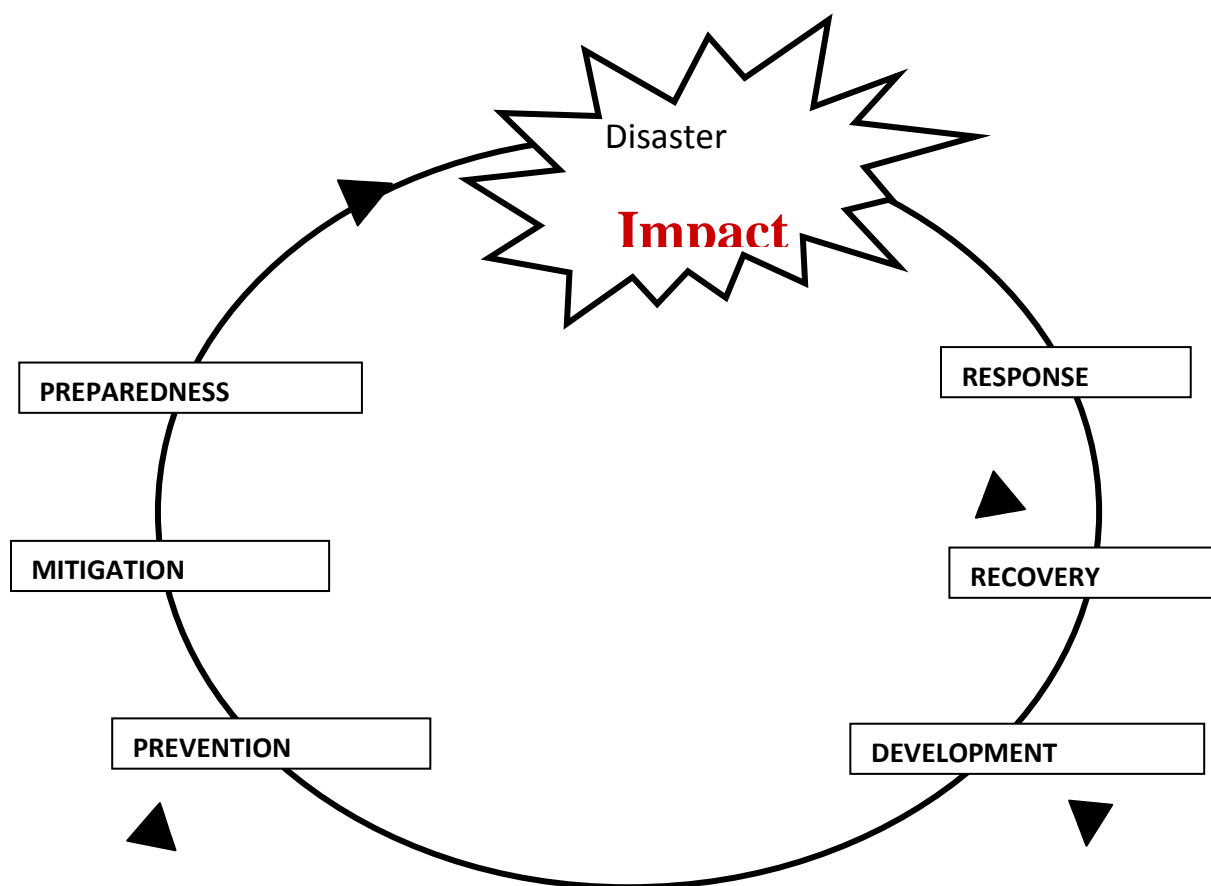 Disaster
Impact
PREPAREDNESS
RESPONSE
MITIGATION
RECOVERY
PREVENTION
DEVELOPMENT